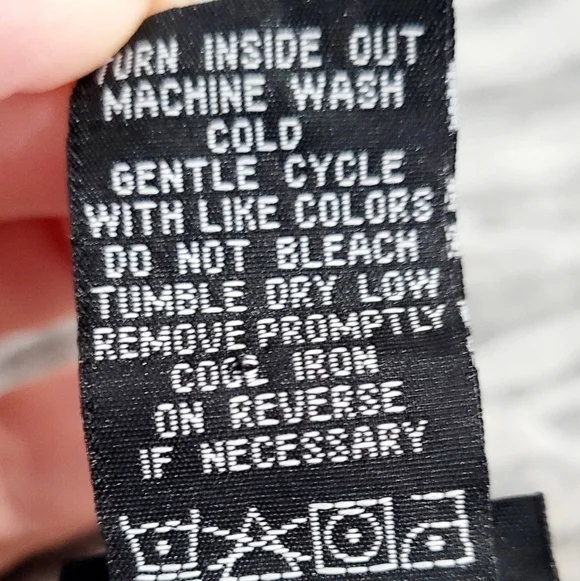 TURN INSIDE OUT
MACHINE WASH
COLD
GENTLE CYCLE
WITH LIKE COLORS
DO NOT BLEACH
TUMBLE DRY LOW
REMOVE PROMPTLY
COOL IRON
ON REVERSE
IF NECESSARY